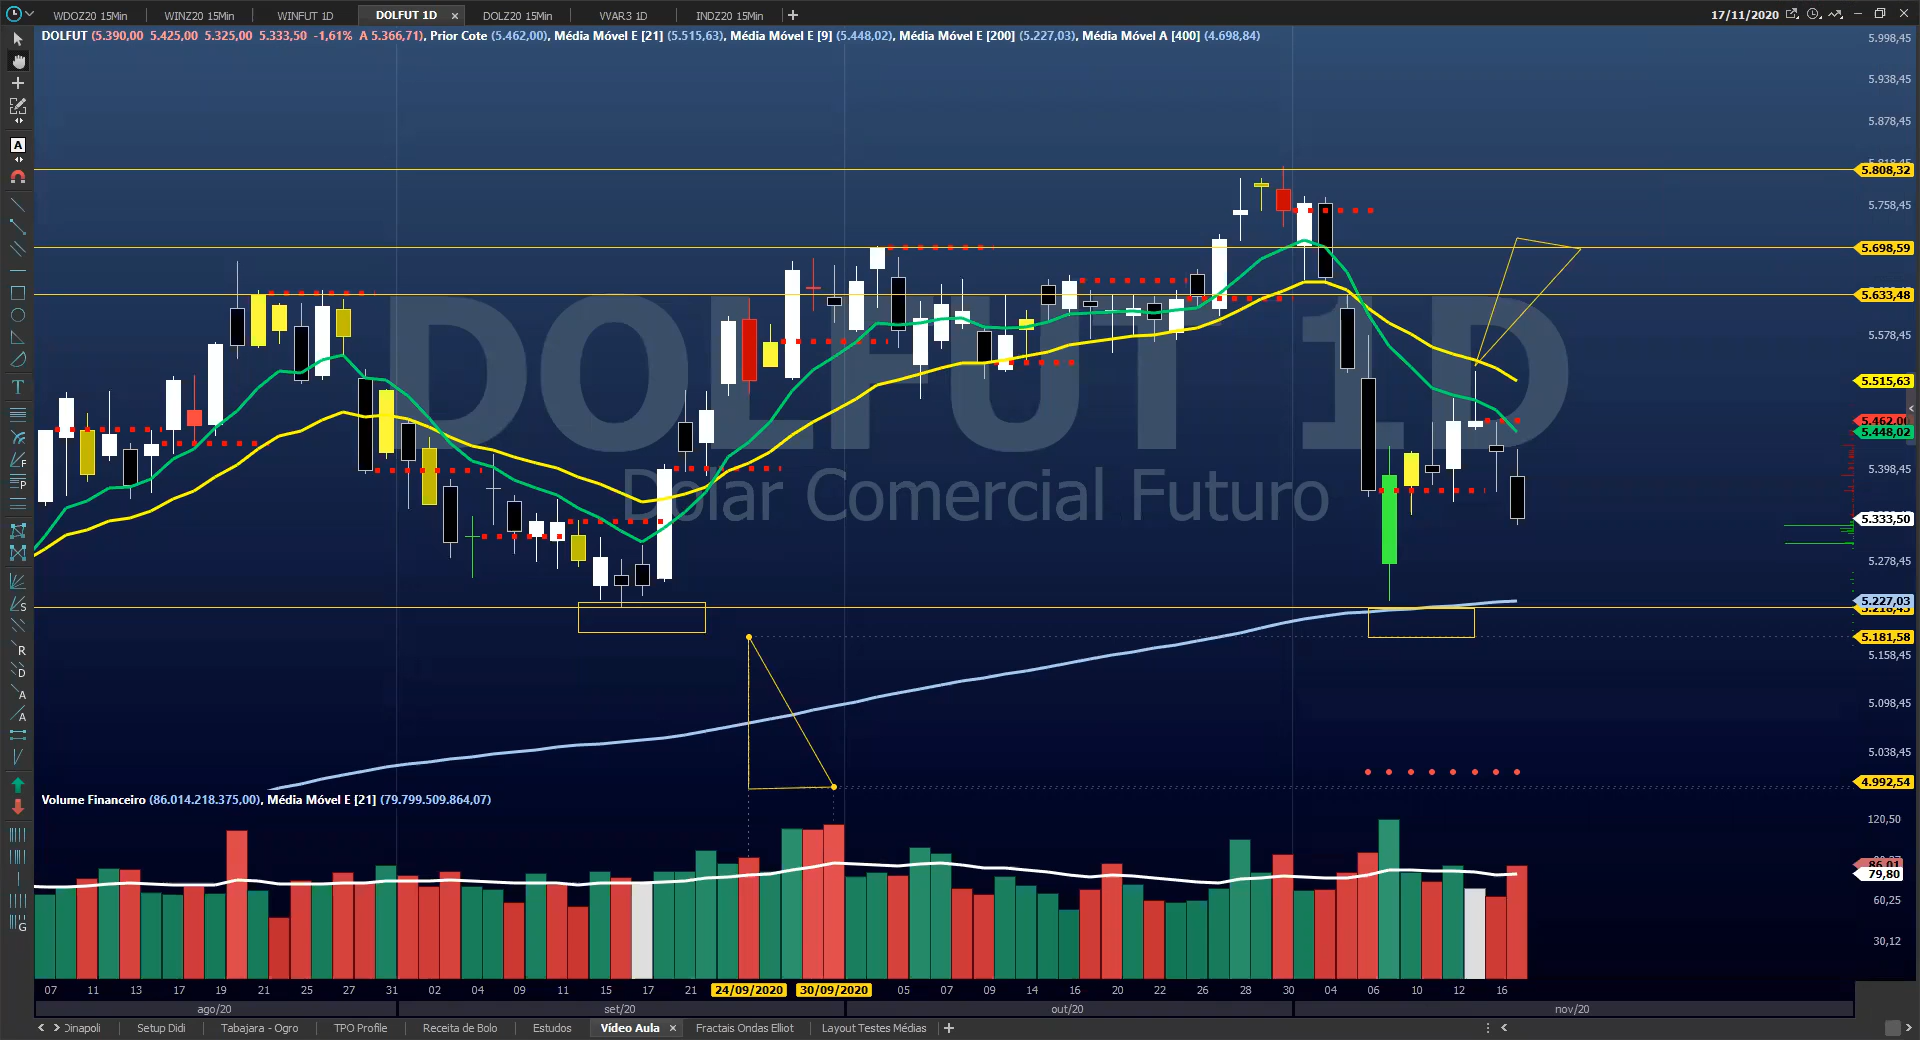 WDOZ20 15Min WINZ20 15Min WINFUT 1D DOLFUT 1D × DOLZ20 15Min VVAR3 1D INDZ20 15Min + 17/11/2020
DOLFUT (5.390,00 5.425,00 5.325,00 5.333,50 -1,61% A 5.366,71), Prior Cote (5.462,00), Média Móvel E [21] (5.515,63), Média Móvel E [9] (5.448,02), Média Móvel E [200] (5.227,03), Média Móvel A [400] (4.698,84)
5.998,45
5.938,45
5.878,45
5.808,32
5.758,45
5.698,59
5.633,48
5.578,45
5.515,63
5.462,00
5.448,02
5.398,45
5.333,50
5.278,45
5.227,03
5.181,58
5.158,45
5.098,45
5.038,45
4.992,54
DOLFUT 1D
Dolar Comercial Futuro
A
F
T
F
P
S
R
D
A
A
G
Volume Financeiro (86.014.218.375,00), Média Móvel E [21] (79.799.509.864,07)
120,50
86,01
79,80
60,25
30,12
07 11 13 17 19 21 25 27 31 02 04 09 11 15 17 21 24/09/2020 30/09/2020 05 07 09 14 16 20 22 26 28 30 04 06 10 12 16
ago/20 set/20 out/20 nov/20
Dinapoli Setup Didi Tabajara - Ogro TPO Profile Receita de Bolo Estudos Vídeo Aula × Fractais Ondas Elliot Layout Testes Médias +